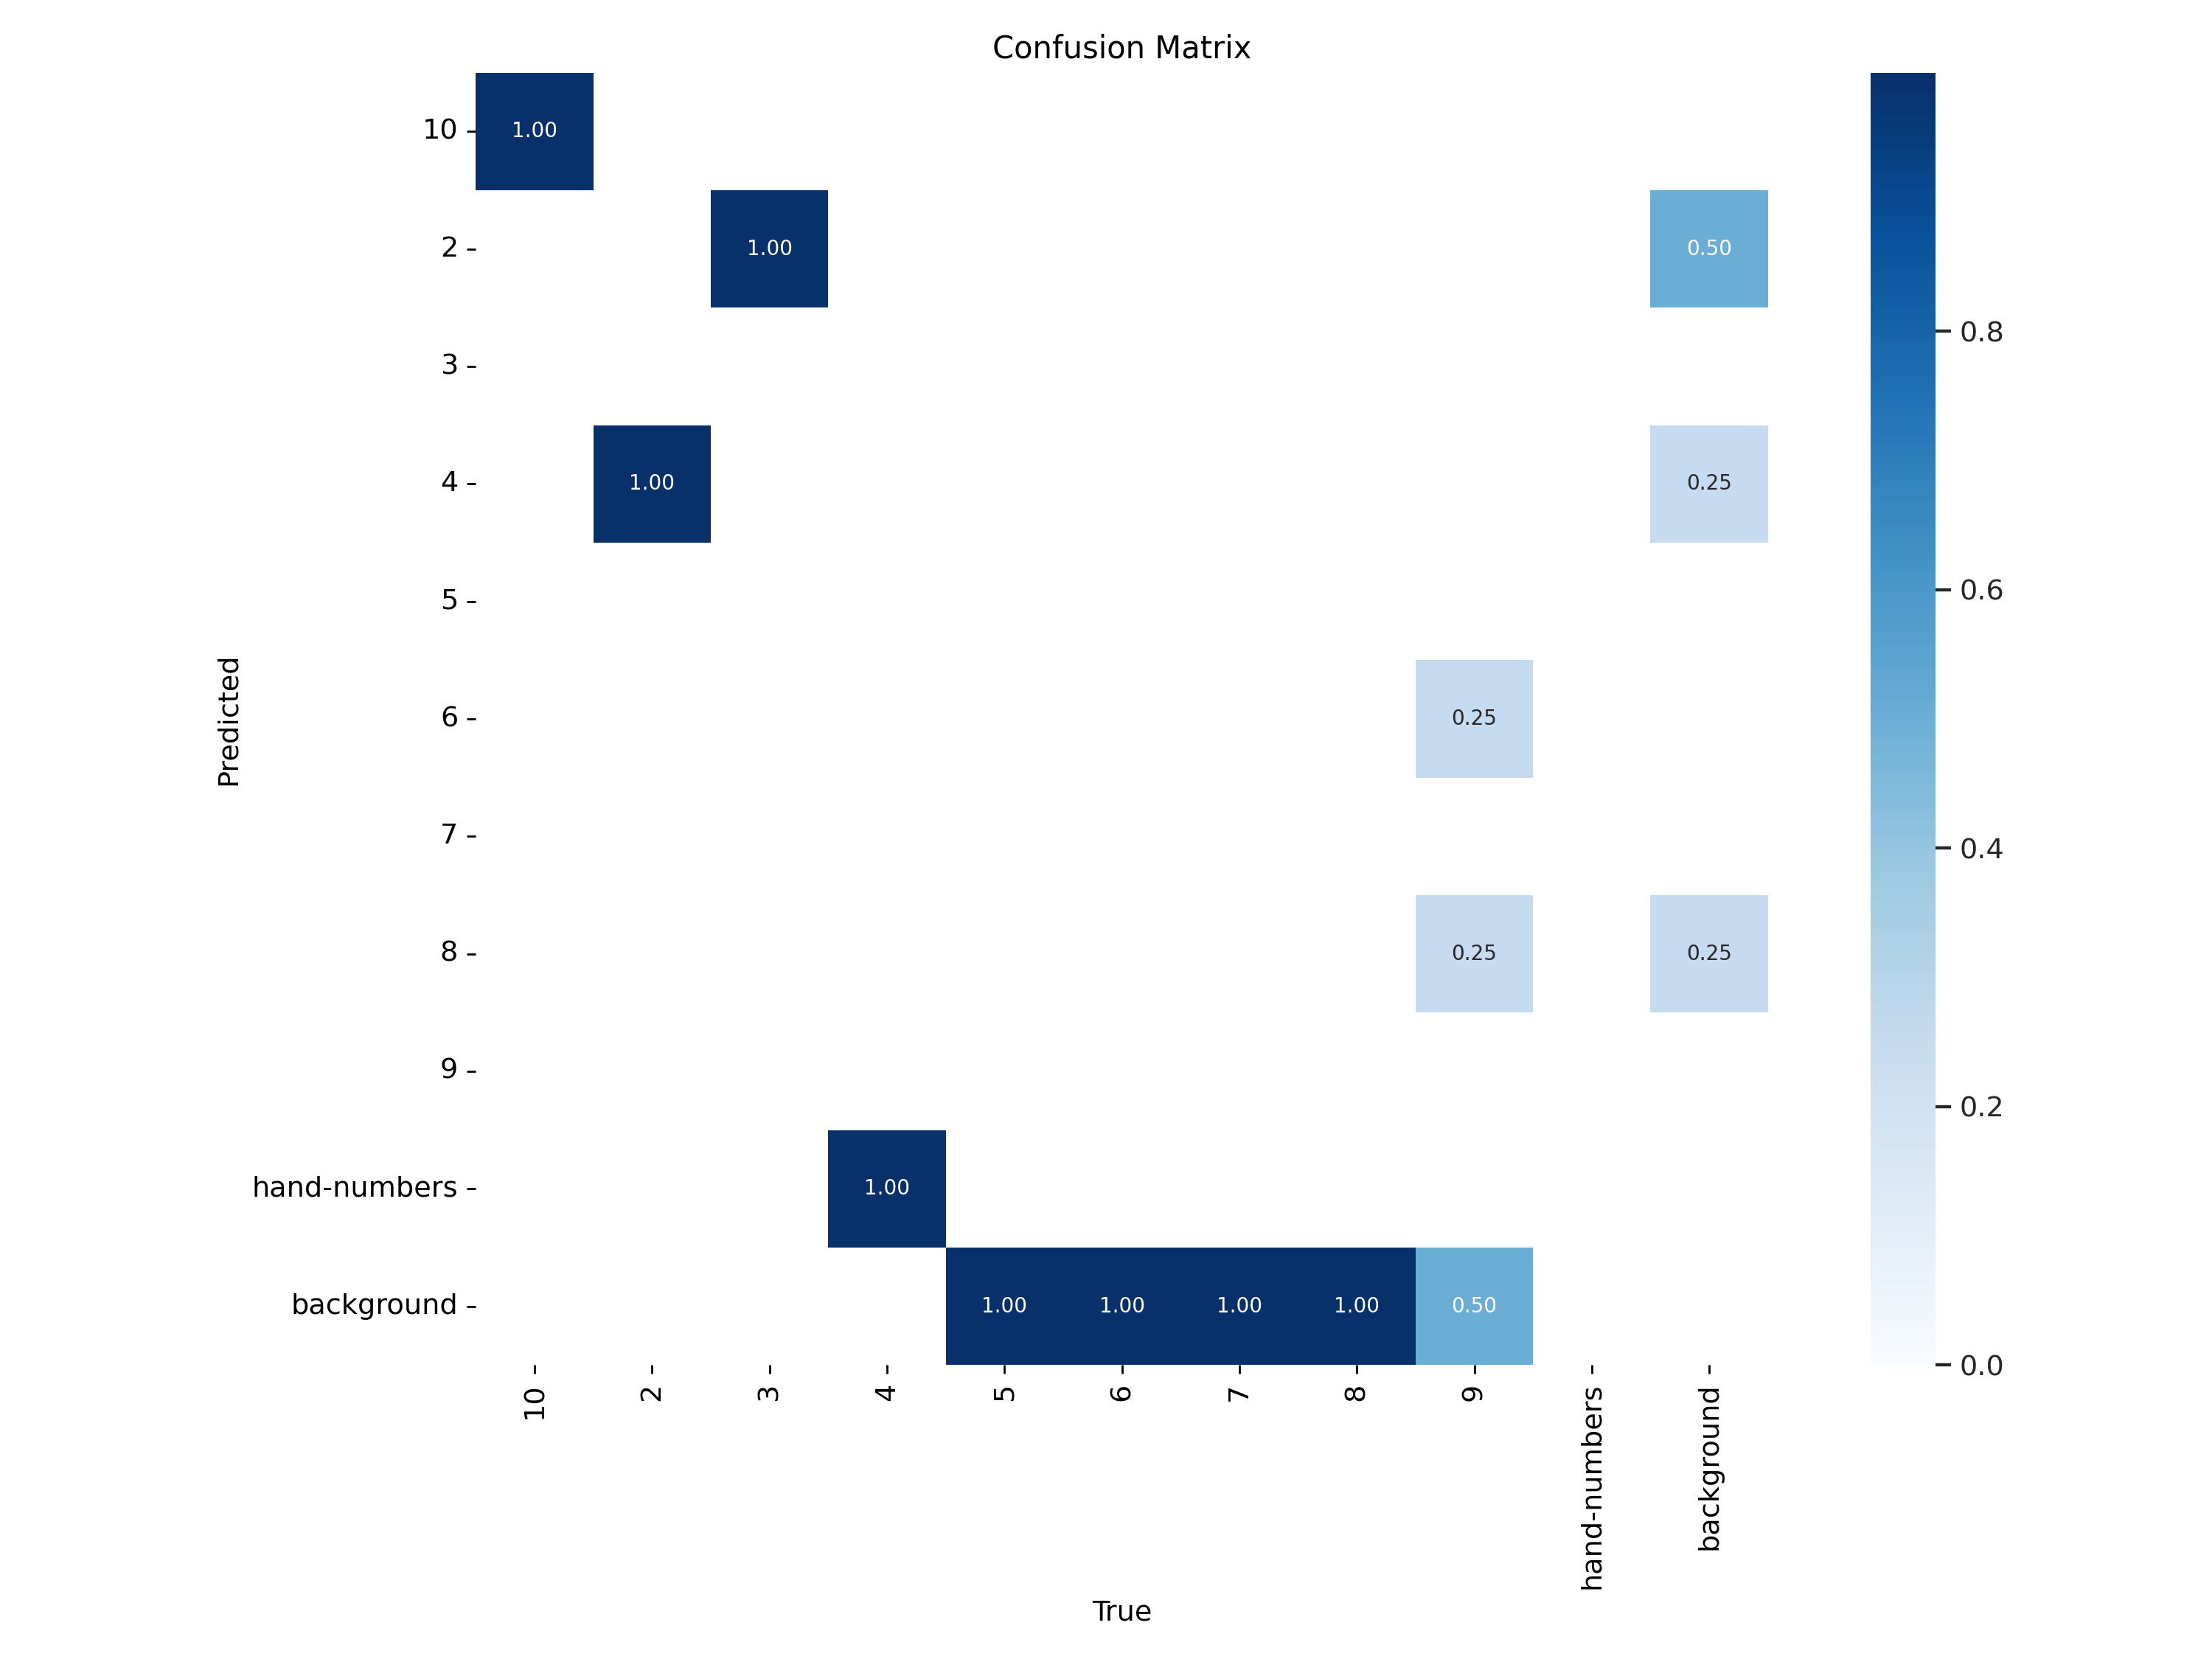 Confusion Matrix
10 1.00
2 1.00 0.50
0.8
3
4 1.00 0.25
5 0.6
Predicted
6 0.25
7 0.4
8 0.25 0.25
9
0.2
hand-numbers 1.00
background 1.00 1.00 1.00 1.00 0.50
0.0
10 2 3 4 5 6 7 8 9 hand-numbers background
True